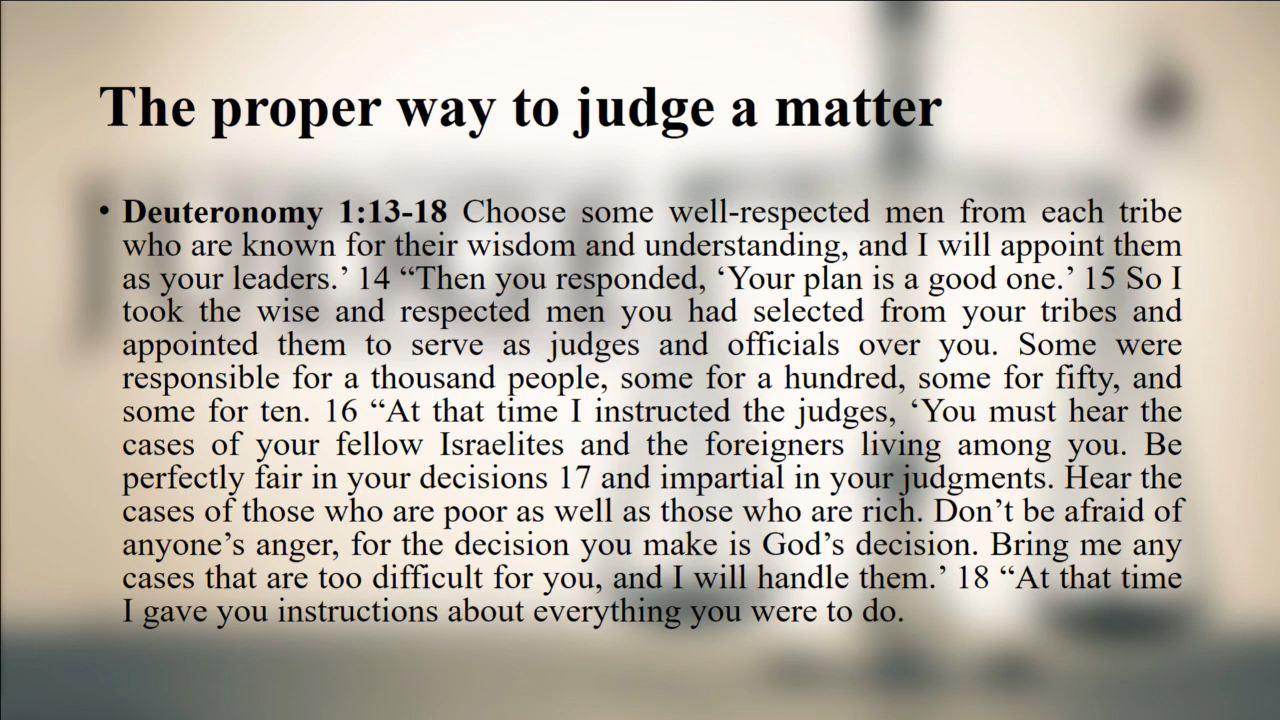 The proper way to judge a matter
• Deuteronomy 1:13-18 Choose some well-respected men from each tribe
who are known for their wisdom and understanding, and I will appoint them
as your leaders.’ 14 “Then you responded, ‘Your plan is a good one.’ 15 So I
took the wise and respected men you had selected from your tribes and
appointed them to serve as judges and officials over you. Some were
responsible for a thousand people, some for a hundred, some for fifty, and
some for ten. 16 “At that time I instructed the judges, ‘You must hear the
cases of your fellow Israelites and the foreigners living among you. Be
perfectly fair in your decisions 17 and impartial in your judgments. Hear the
cases of those who are poor as well as those who are rich. Don’t be afraid of
anyone’s anger, for the decision you make is God’s decision. Bring me any
cases that are too difficult for you, and I will handle them.’ 18 “At that time
I gave you instructions about everything you were to do.